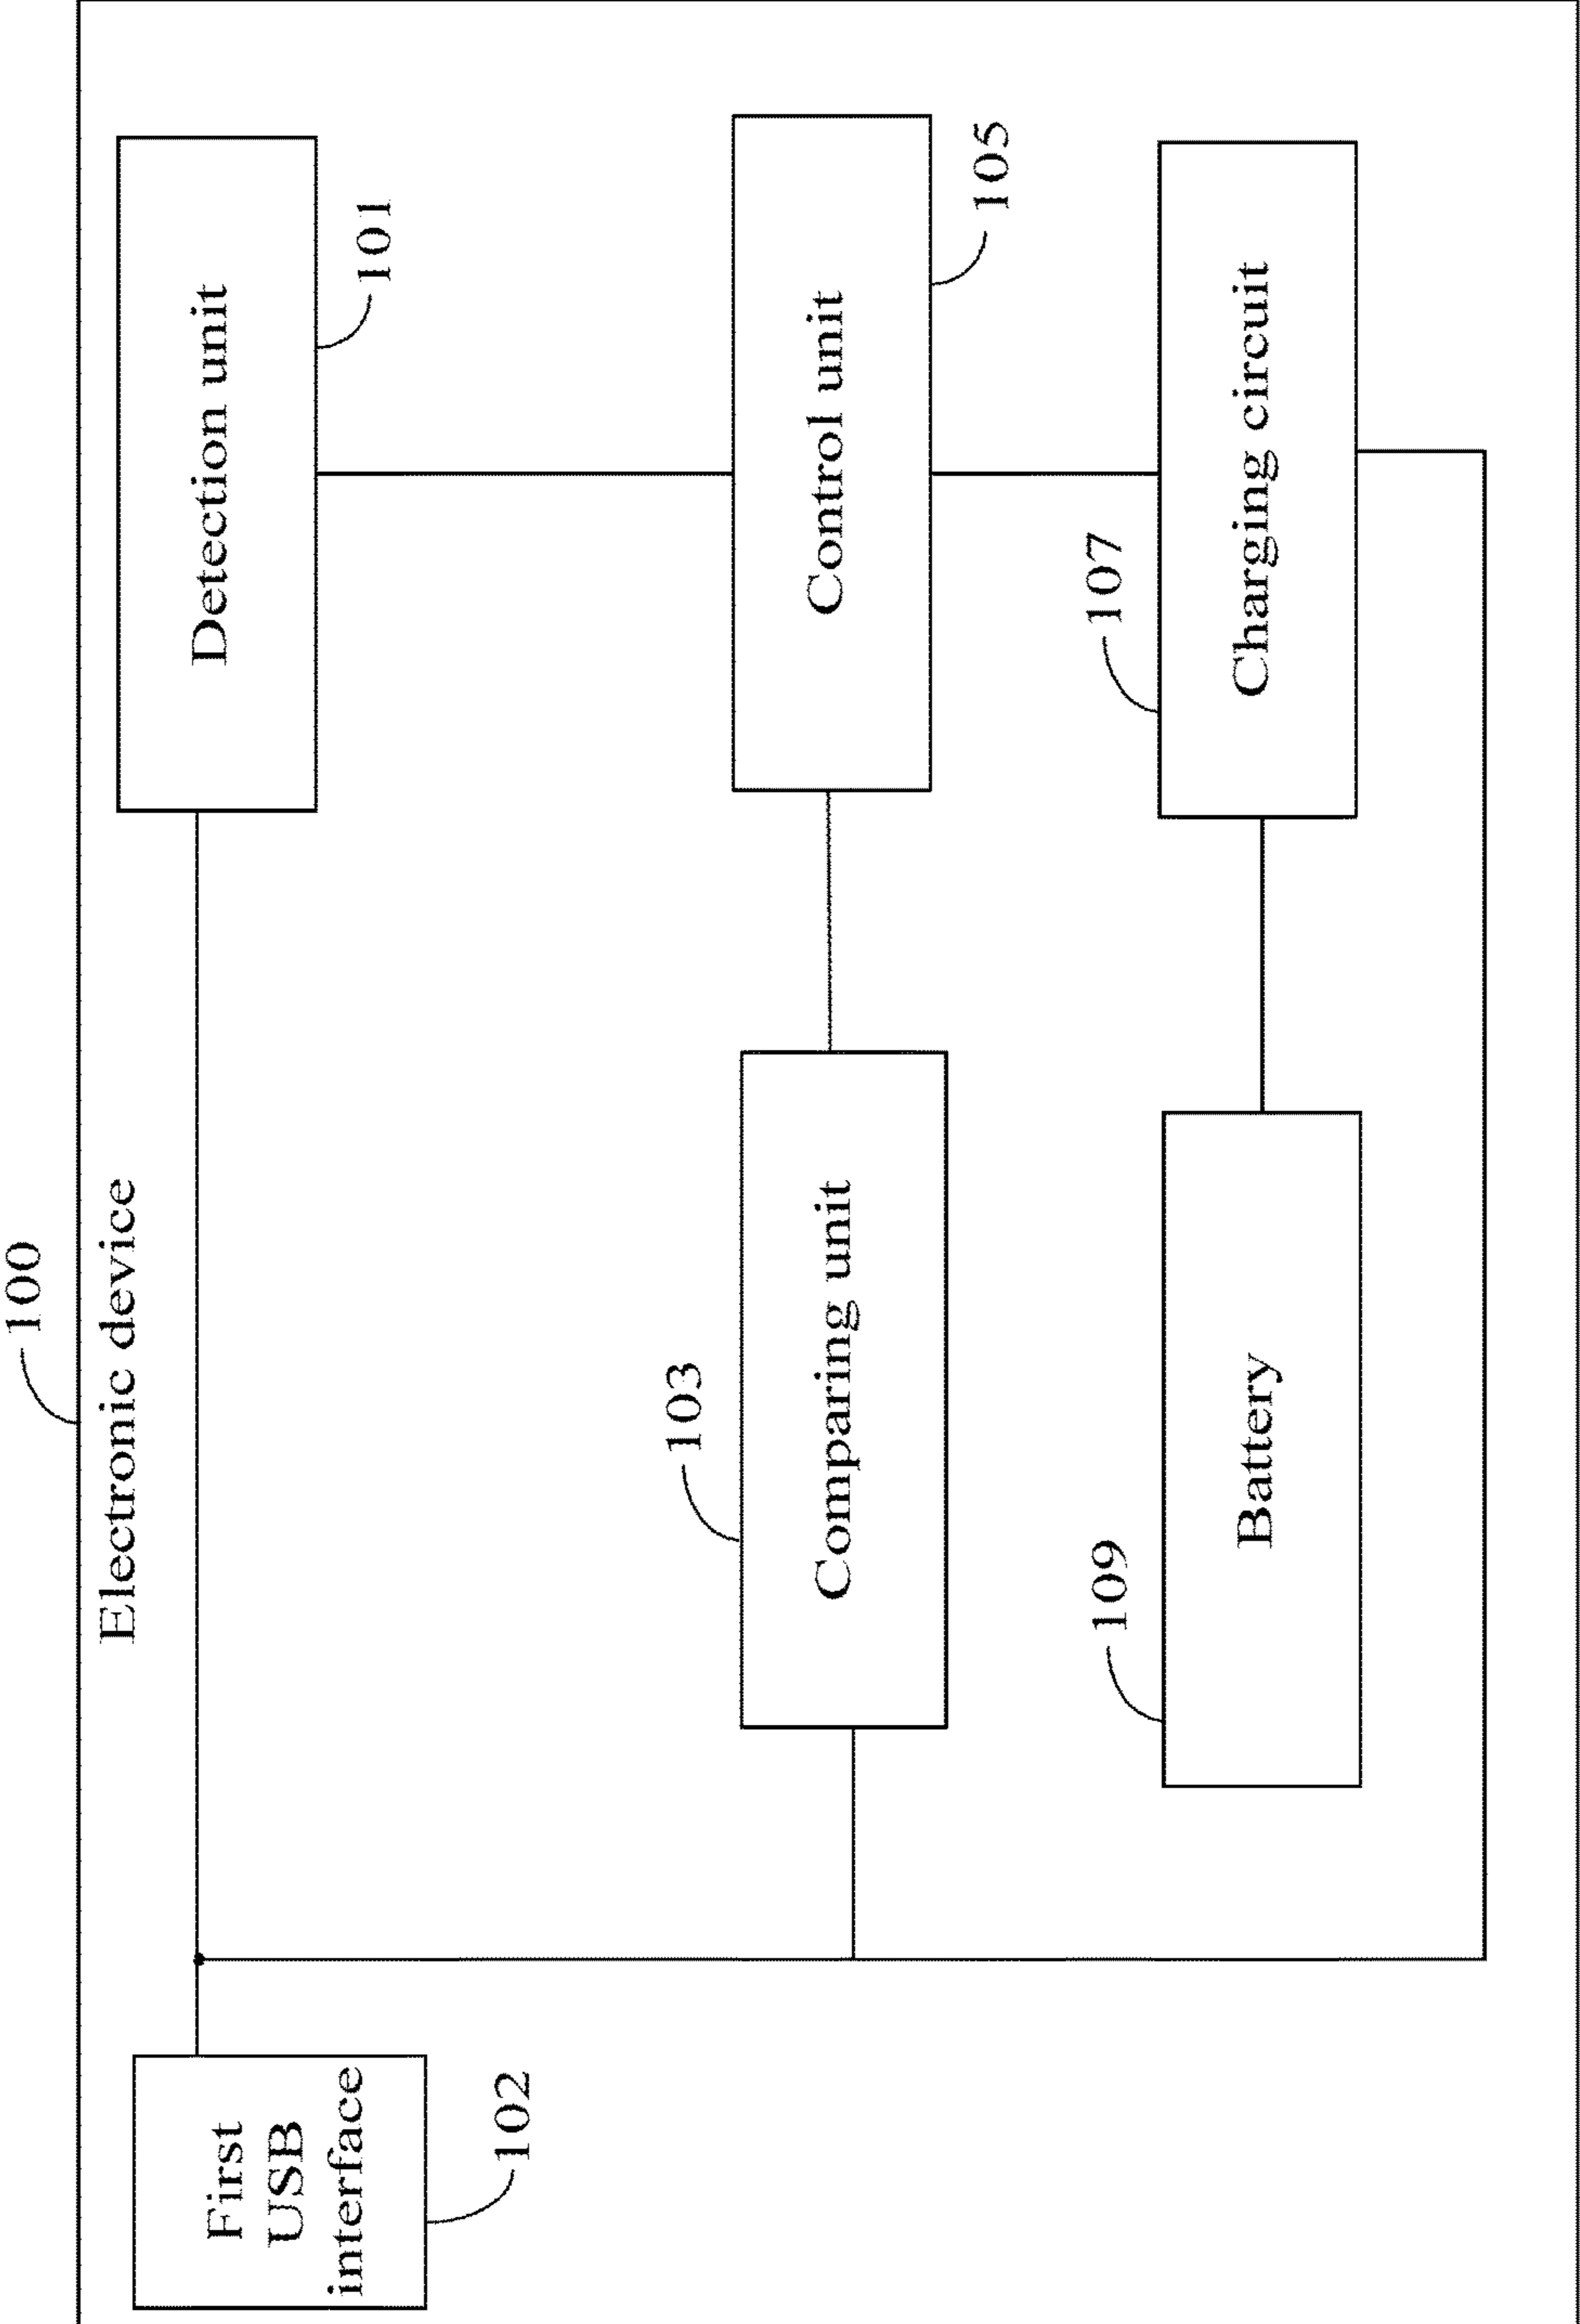 100
Electronic device
First
USB
interface
102
Detection unit
101
103
Comparing unit
Control unit
105
109
Battery
107
Charging circuit